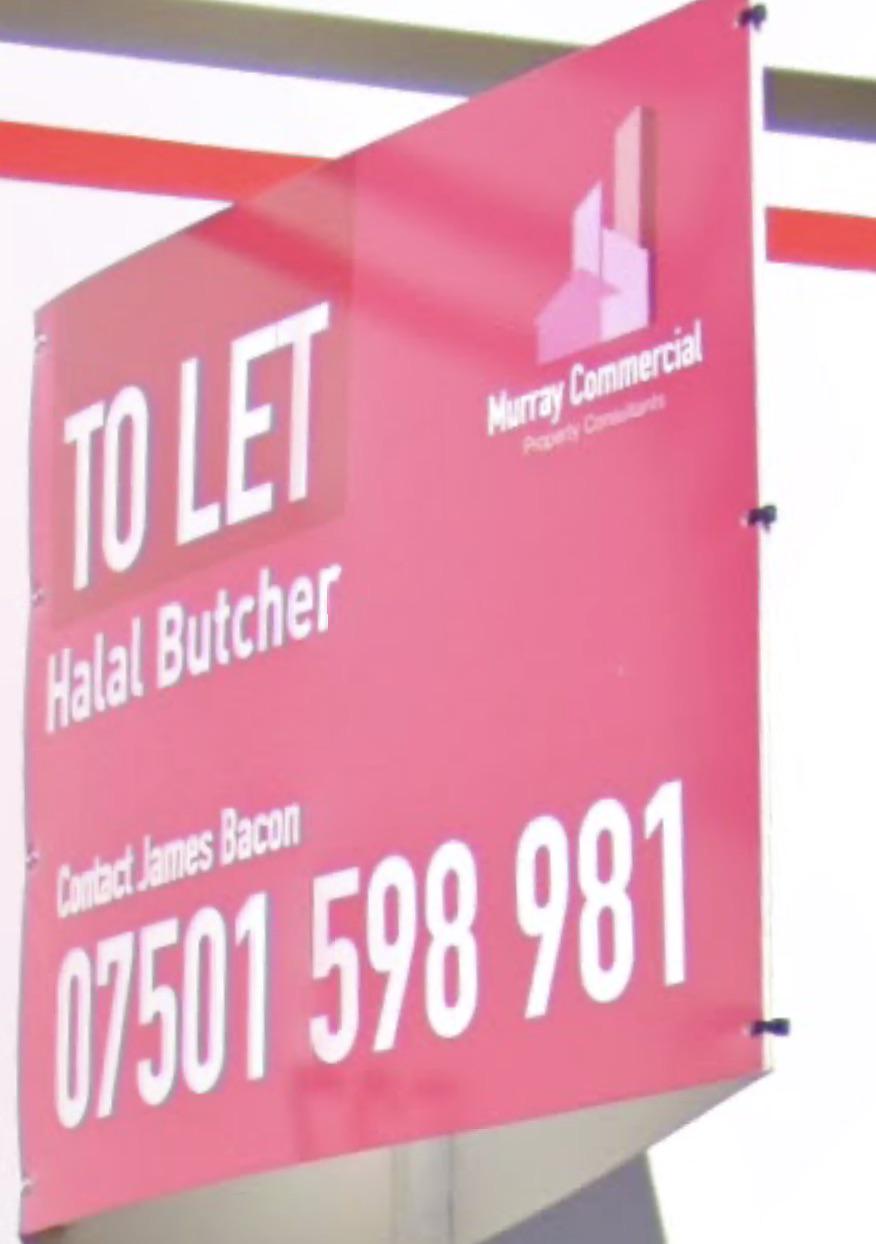 Murray Commercial
Property Consultants
TO LET
Halal Butcher
Contact James Bacon
07501 598 981